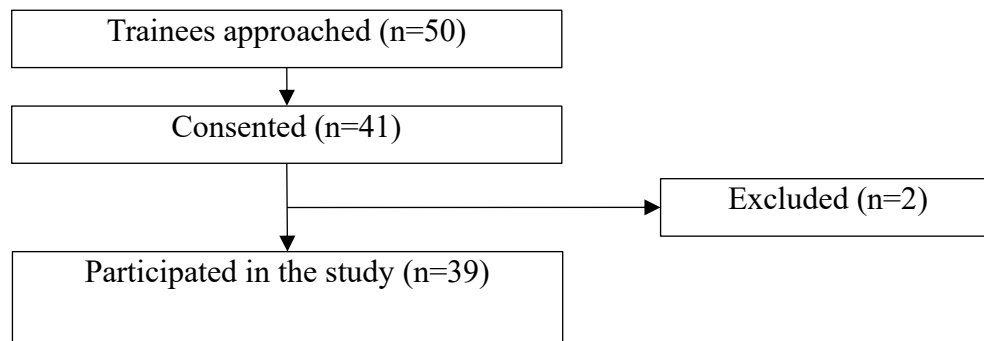 Trainees approached (n=50)
Consented (n=41)
Excluded (n=2)
Participated in the study (n=39)